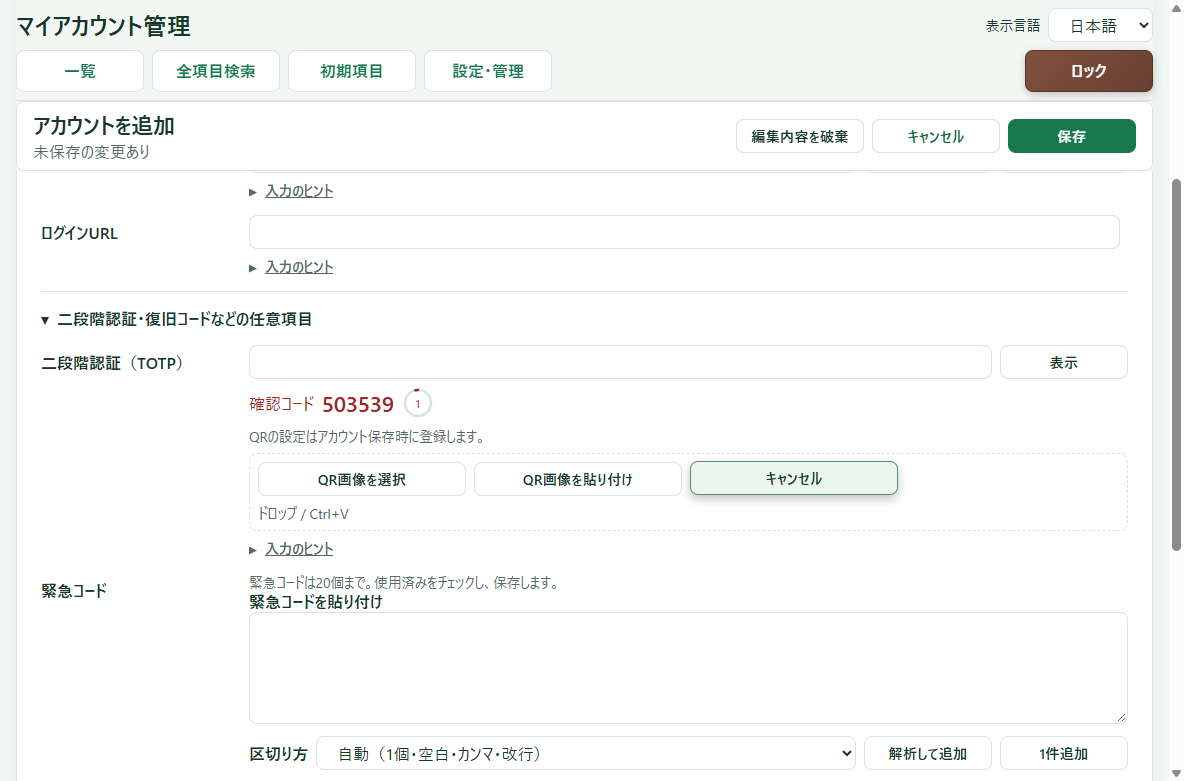 マイアカウント管理
表示言語 日本語
一覧 全項目検索 初期項目 設定・管理 ロック
アカウントを追加
未保存の変更あり
編集内容を破棄 キャンセル 保存
▶ 入力のヒント
ログインURL
▶ 入力のヒント
▼ 二段階認証・復旧コードなどの任意項目
二段階認証（TOTP） 表示
確認コード 503539 1
QRの設定はアカウント保存時に登録します。
QR画像を選択 QR画像を貼り付け キャンセル
ドロップ / Ctrl+V
▶ 入力のヒント
緊急コード
緊急コードは20個まで。使用済みをチェックし、保存します。
緊急コードを貼り付け
区切り方 自動（1個・空白・カンマ・改行） 解析して追加 1件追加